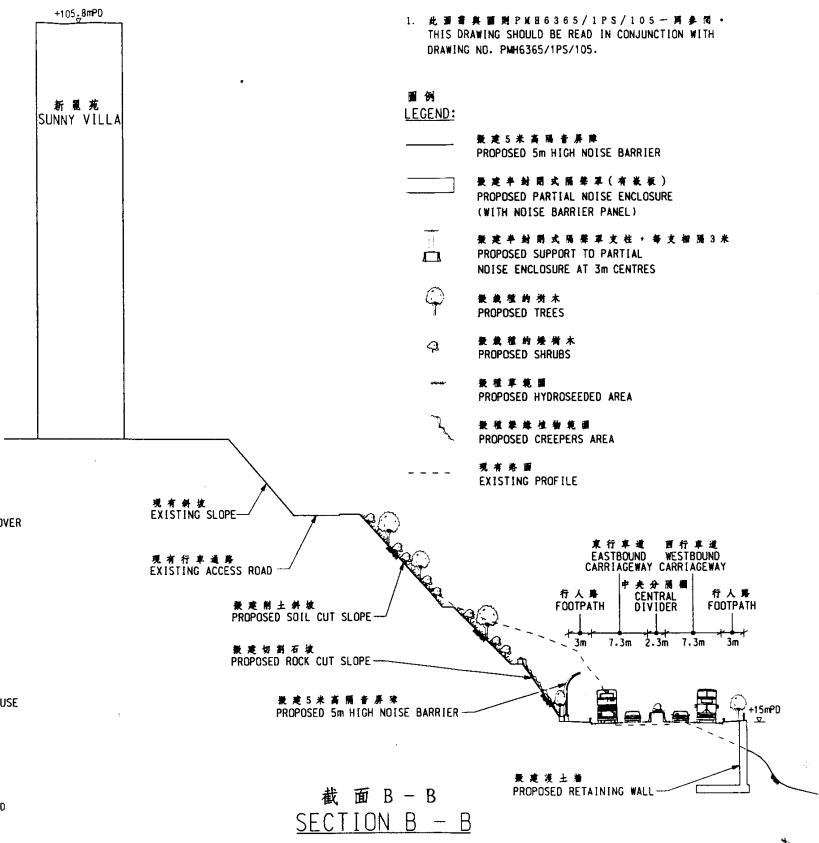 +105.8mPD
新麗苑
SUNNY VILLA
1. 此圖需與圖則PMH6365/1PS/105一同參閱。
THIS DRAWING SHOULD BE READ IN CONJUNCTION WITH
DRAWING NO. PMH6365/1PS/105.
圖例
LEGEND:
擬建5米高隔音屏障
PROPOSED 5m HIGH NOISE BARRIER
擬建半封閉式隔聲罩(有嵌板)
PROPOSED PARTIAL NOISE ENCLOSURE
(WITH NOISE BARRIER PANEL)
擬建半封閉式隔聲罩支柱,每支相隔3米
PROPOSED SUPPORT TO PARTIAL
NOISE ENCLOSURE AT 3m CENTRES
擬栽種的樹木
PROPOSED TREES
擬栽種的矮樹木
PROPOSED SHRUBS
擬種草範圍
PROPOSED HYDROSEEDED AREA
擬種攀緣植物範圍
PROPOSED CREEPERS AREA
現有路面
EXISTING PROFILE
現有斜坡
EXISTING SLOPE
OVER
現有行車通路
EXISTING ACCESS ROAD
擬建削土斜坡
PROPOSED SOIL CUT SLOPE
擬建切割石坡
PROPOSED ROCK CUT SLOPE
擬建5米高隔音屏障
PROPOSED 5m HIGH NOISE BARRIER
USE
D
東行車道
EASTBOUND
CARRIAGEWAY
西行車道
WESTBOUND
CARRIAGEWAY
行人路
FOOTPATH
中央分隔欄
CENTRAL
DIVIDER
行人路
FOOTPATH
3m 7.3m 2.3m 7.3m 3m
+15mPD
擬建護土牆
PROPOSED RETAINING WALL
截面 B－B
SECTION B - B